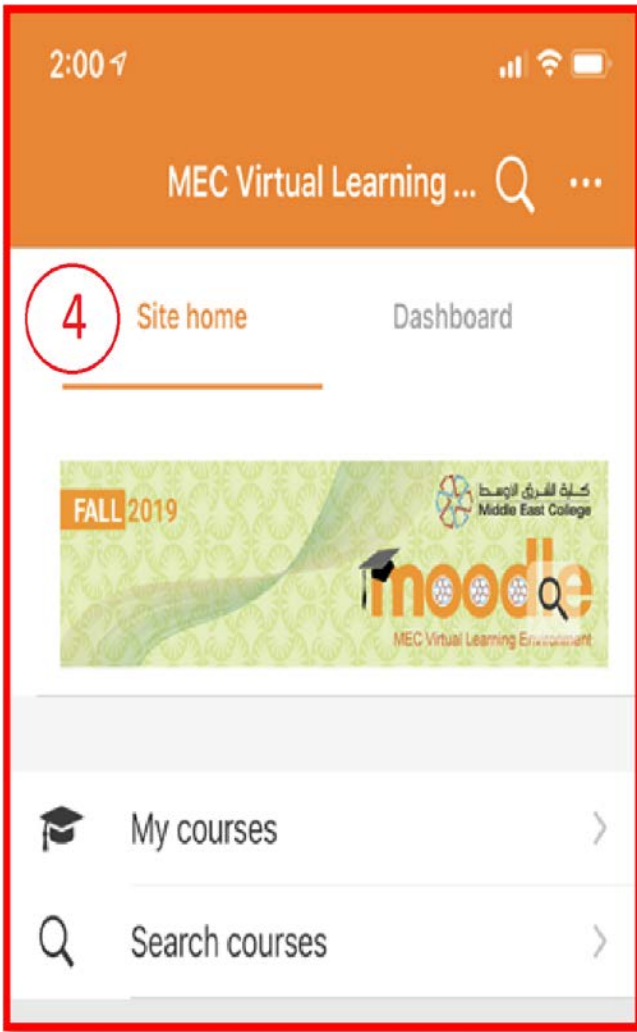 2:00
MEC Virtual Learning ...
4
Site home
Dashboard
FALL 2019
كلية الشرق الأوسط
Middle East College
moodle
MEC Virtual Learning Environment
My courses
Search courses